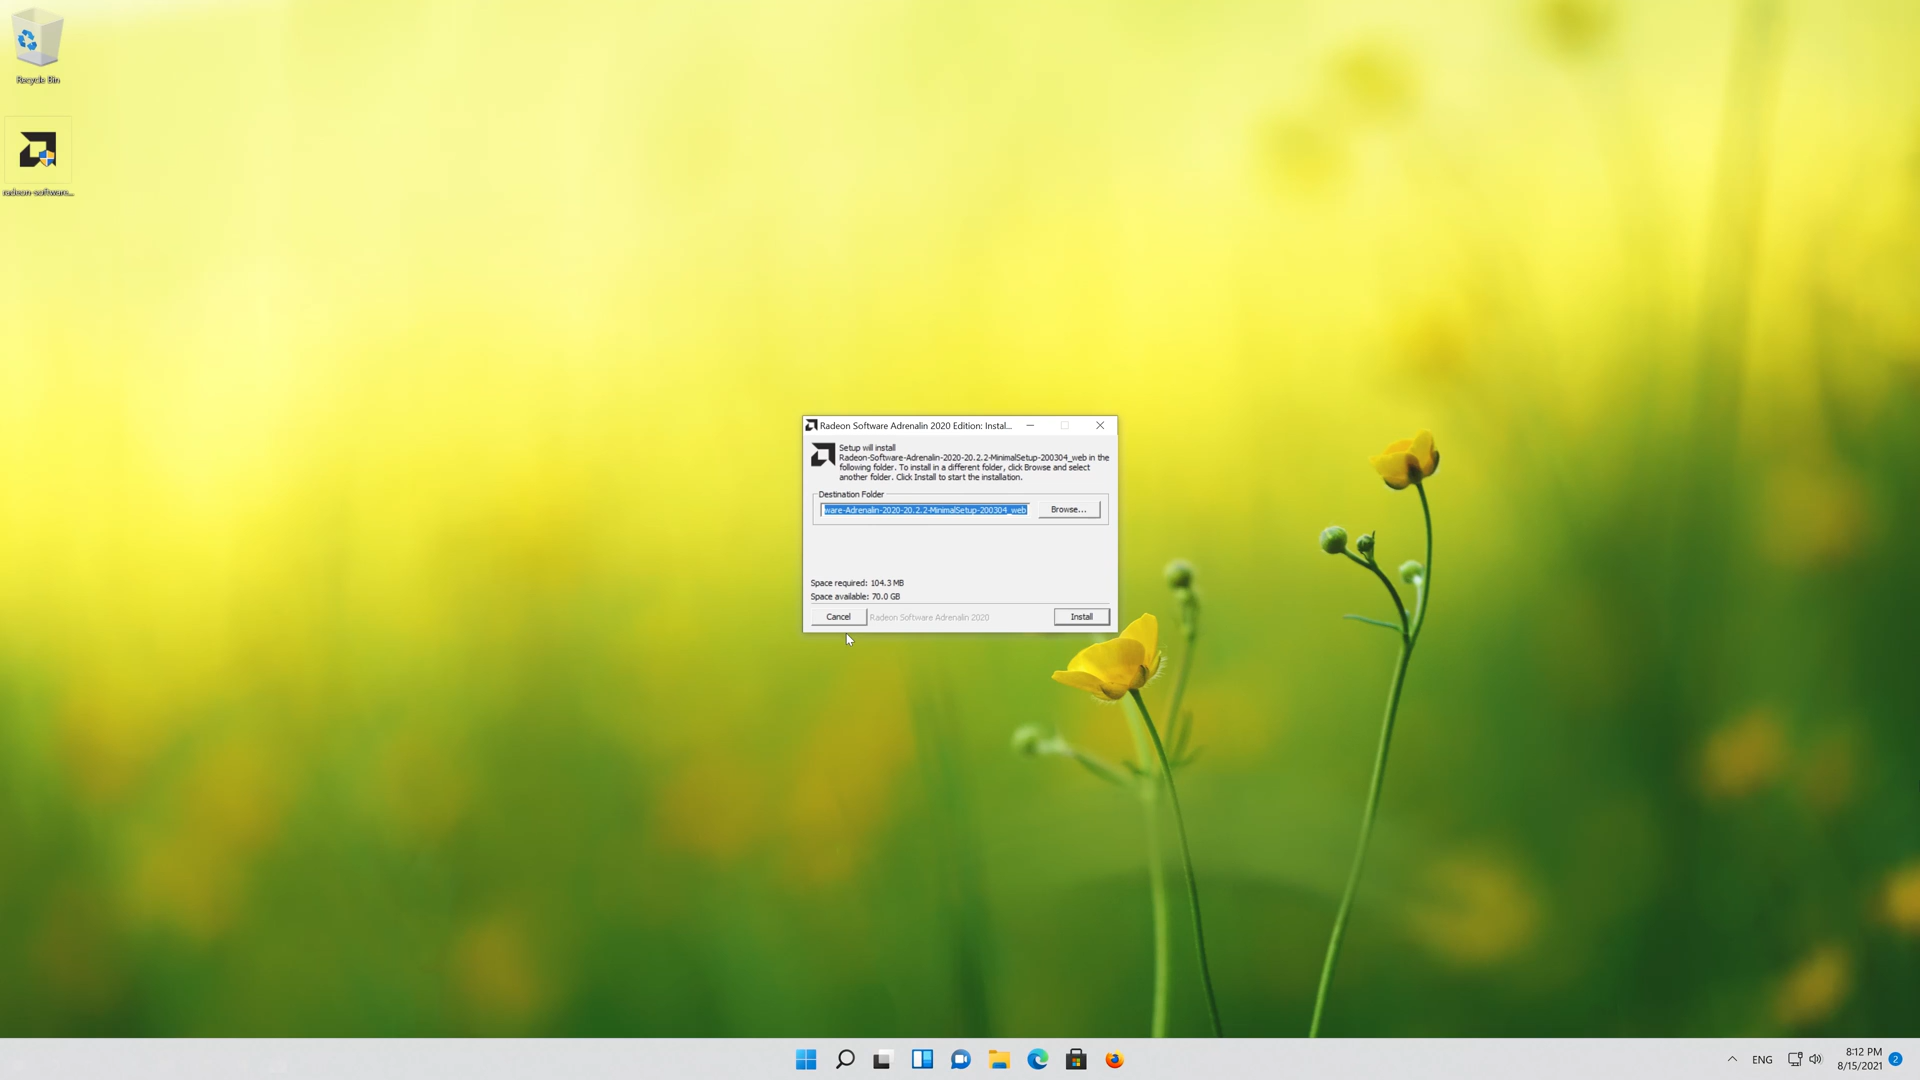 Recycle Bin
radeon-software...
Radeon Software Adrenalin 2020 Edition: Instal...
Setup will install
Radeon-Software-Adrenalin-2020-20.2.2-MinimalSetup-200304_web in the
following folder. To install in a different folder, click Browse and select
another folder. Click Install to start the installation.
Destination Folder
ware-Adrenalin-2020-20.2.2-MinimalSetup-200304_web
Browse...
Space required: 104.3 MB
Space available: 70.0 GB
Cancel
Radeon Software Adrenalin 2020
Install
ENG
8:12 PM
8/15/2021
2